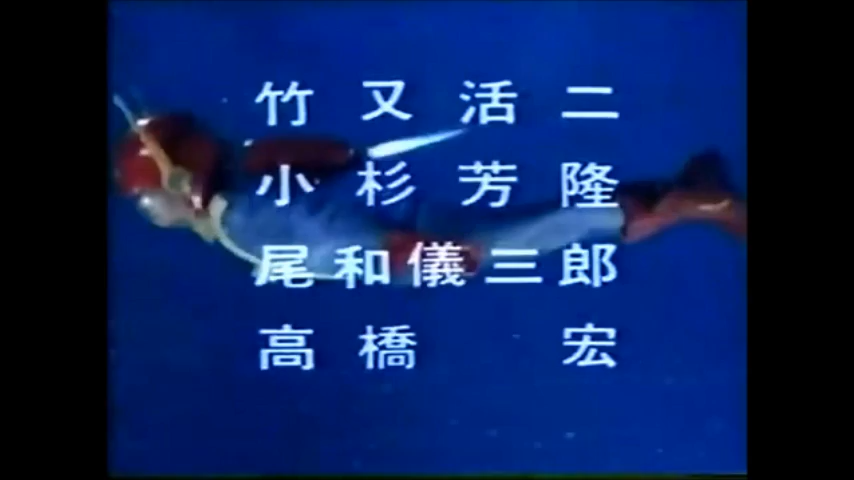 竹又活二
小杉芳隆
尾和儀三郎
高橋 宏